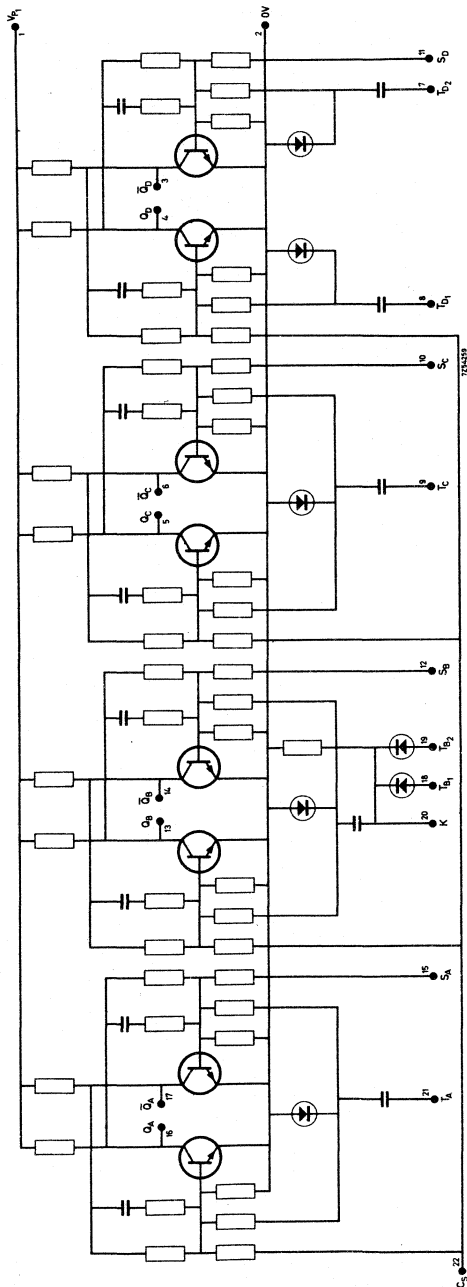 VP1 1
2 0V
Q̄D 3
QD 4
11 SD
7 TD2
8 TD1
Q̄C 6
QC 5
10 SC
9 TC
7Z54259
Q̄B 14
QB 13
12 SB
19 TB2
18 TB1
20 K
Q̄A 17
QA 16
15 SA
21 TA
22 CS